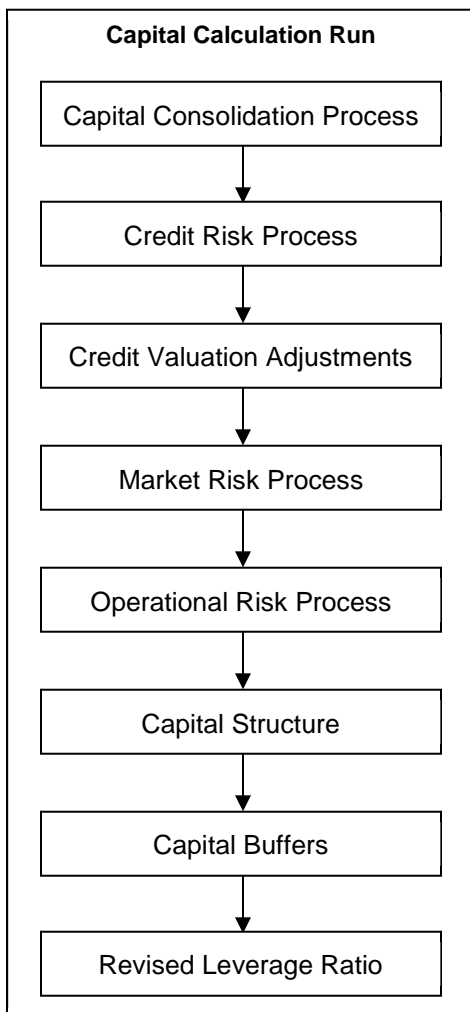 Capital Calculation Run
Capital Consolidation Process
Credit Risk Process
Credit Valuation Adjustments
Market Risk Process
Operational Risk Process
Capital Structure
Capital Buffers
Revised Leverage Ratio